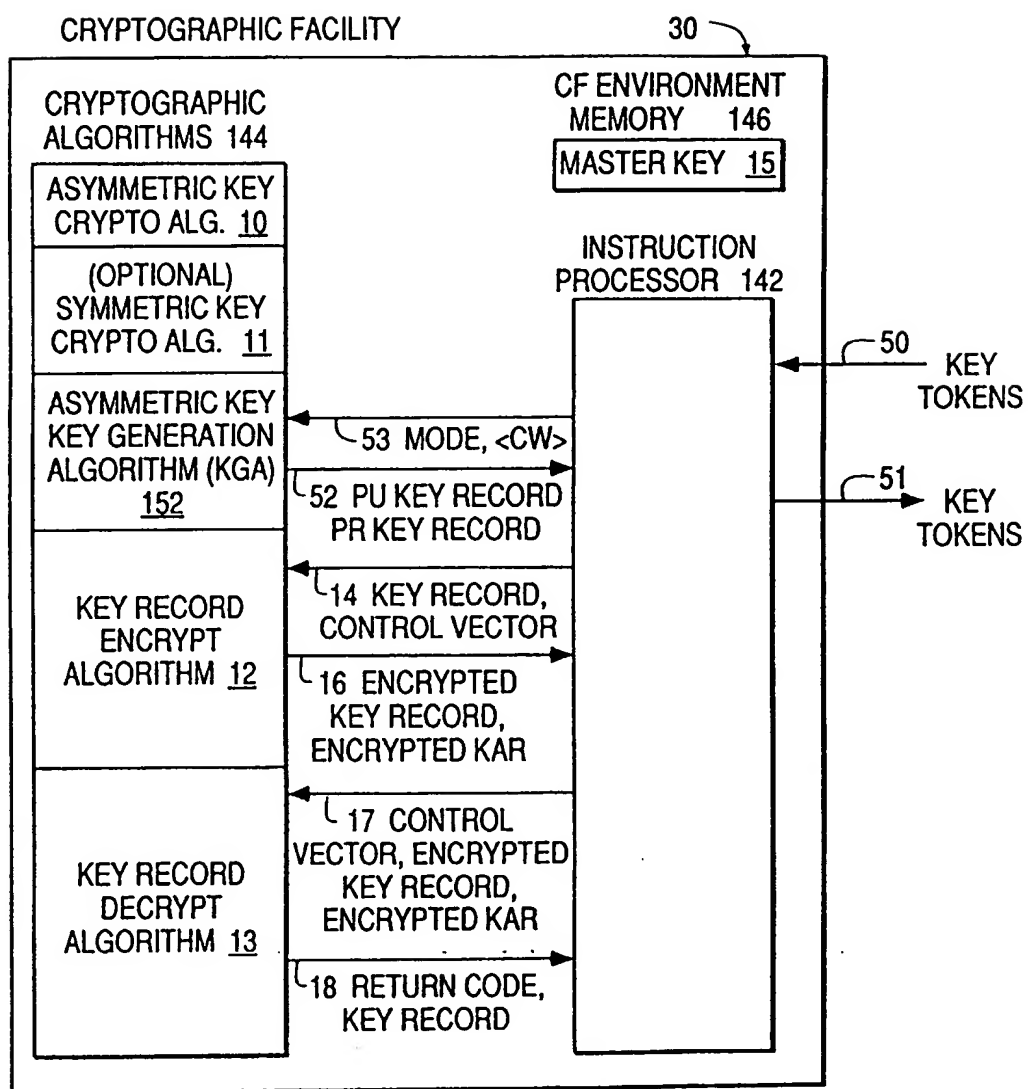 CRYPTOGRAPHIC FACILITY
30
CRYPTOGRAPHIC
ALGORITHMS 144
CF ENVIRONMENT
MEMORY 146
MASTER KEY 15
ASYMMETRIC KEY
CRYPTO ALG. 10
(OPTIONAL)
SYMMETRIC KEY
CRYPTO ALG. 11
ASYMMETRIC KEY
KEY GENERATION
ALGORITHM (KGA)
152
KEY RECORD
ENCRYPT
ALGORITHM 12
KEY RECORD
DECRYPT
ALGORITHM 13
53 MODE, <CW>
52 PU KEY RECORD
PR KEY RECORD
14 KEY RECORD,
CONTROL VECTOR
16 ENCRYPTED
KEY RECORD,
ENCRYPTED KAR
17 CONTROL
VECTOR, ENCRYPTED
KEY RECORD,
ENCRYPTED KAR
18 RETURN CODE,
KEY RECORD
INSTRUCTION
PROCESSOR 142
50
KEY
TOKENS
51
KEY
TOKENS